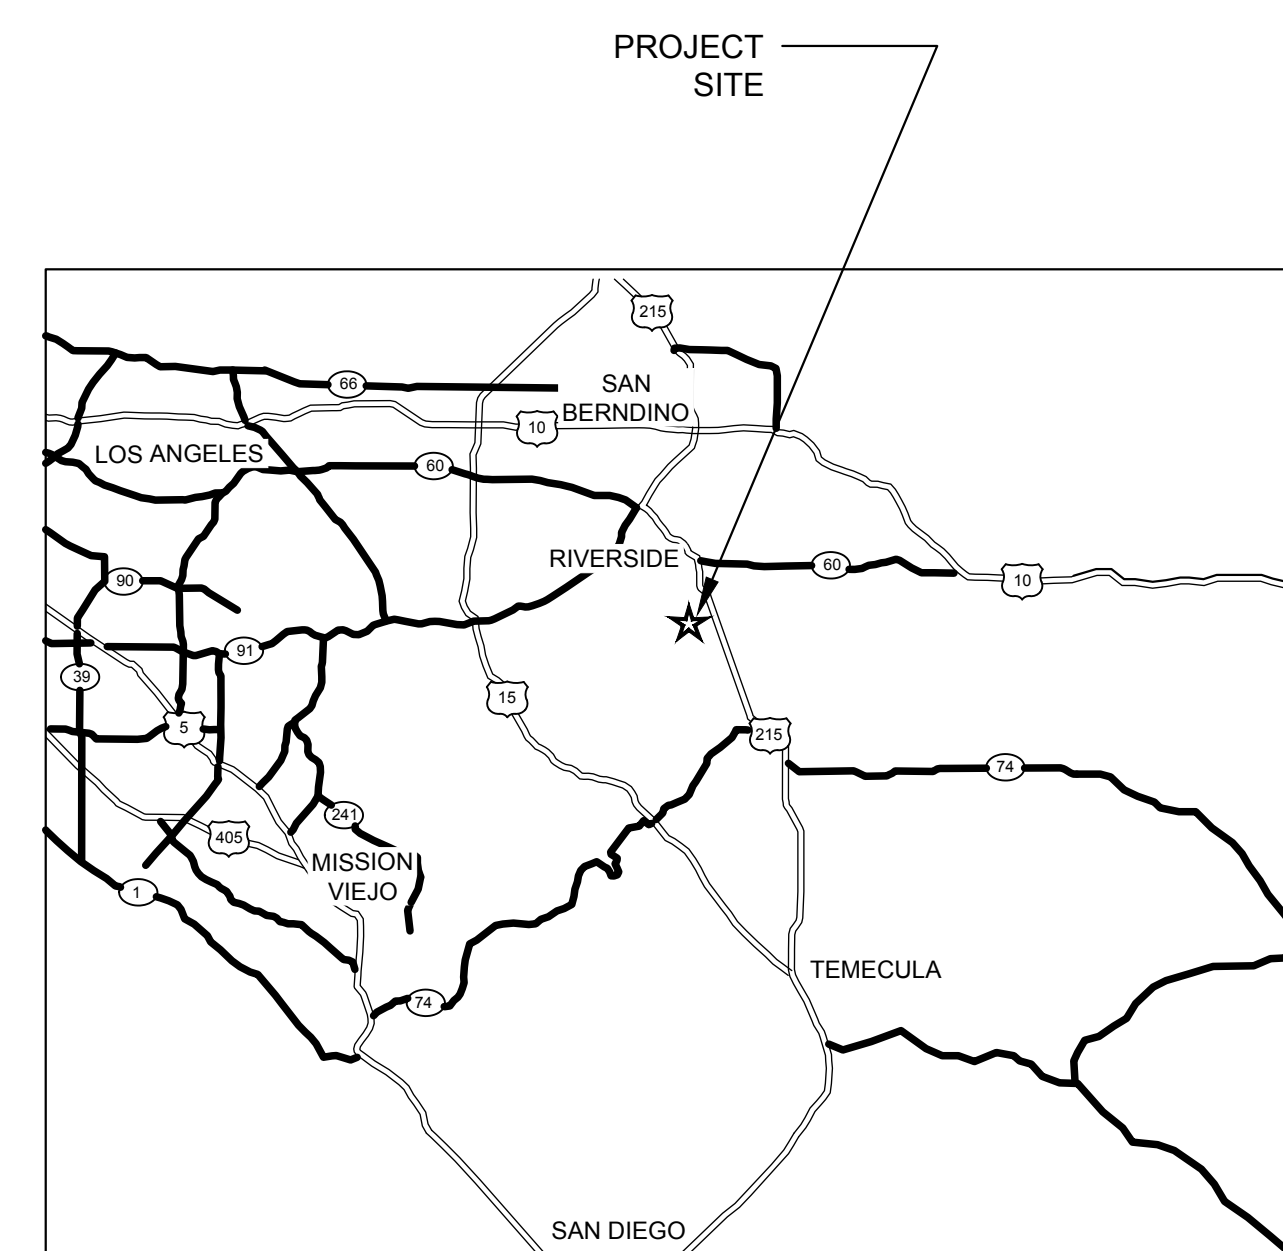 PROJECT
SITE
215
66
SAN
BERNDINO
10
LOS ANGELES
60
RIVERSIDE
60
10
90
91
39
15
5
215
74
241
405
MISSION
VIEJO
1
TEMECULA
74
SAN DIEGO